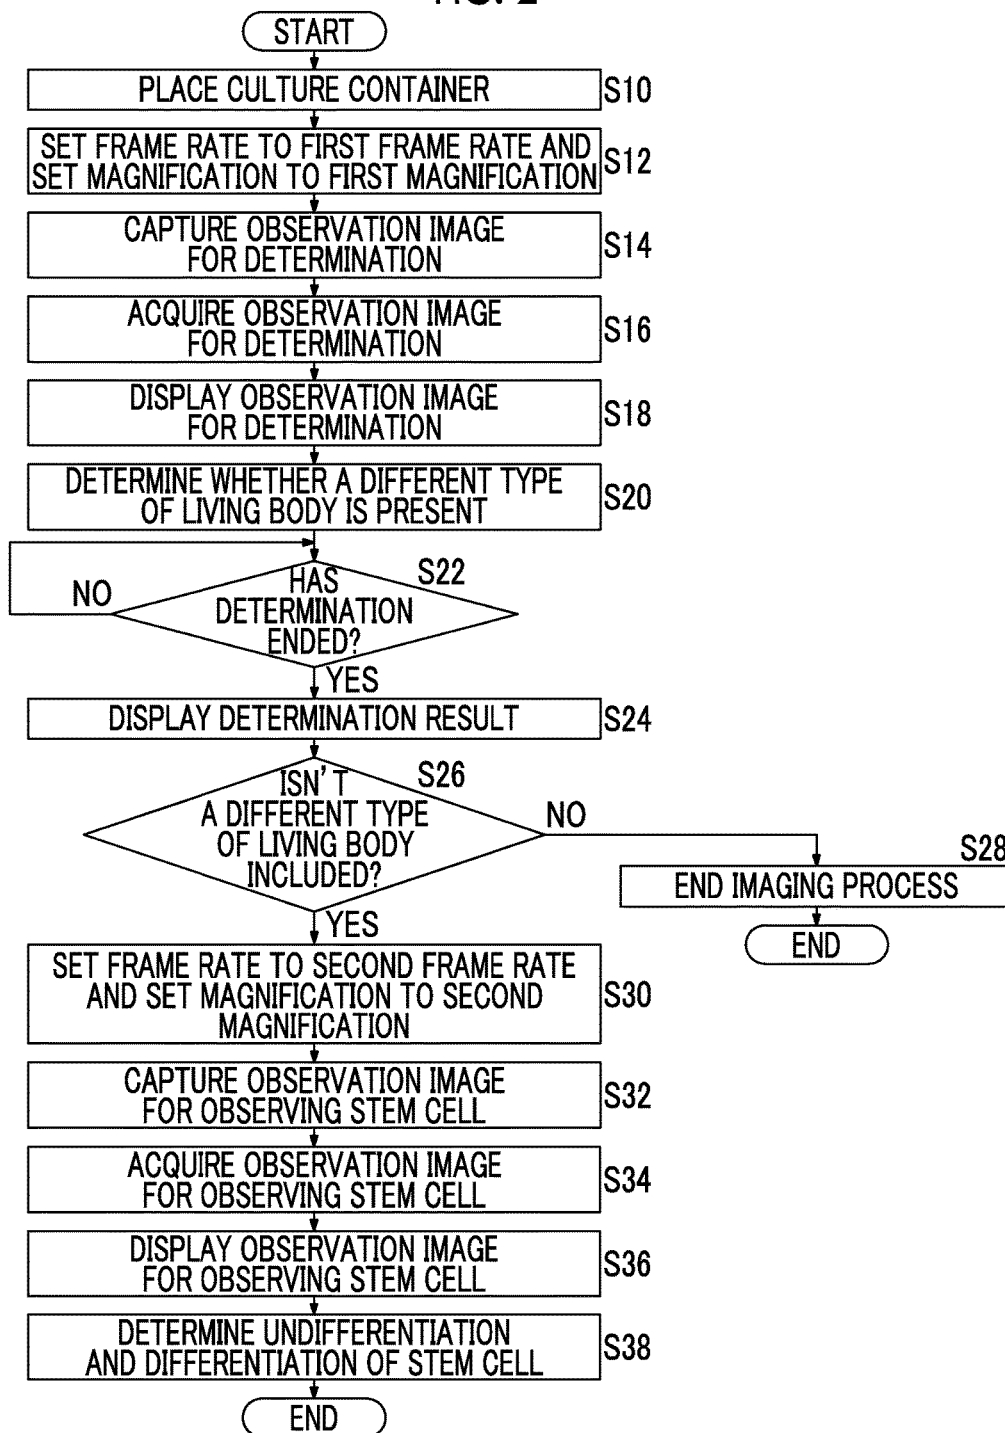 FIG. 2
START
PLACE CULTURE CONTAINER
S10
SET FRAME RATE TO FIRST FRAME RATE AND
SET MAGNIFICATION TO FIRST MAGNIFICATION
S12
CAPTURE OBSERVATION IMAGE
FOR DETERMINATION
S14
ACQUIRE OBSERVATION IMAGE
FOR DETERMINATION
S16
DISPLAY OBSERVATION IMAGE
FOR DETERMINATION
S18
DETERMINE WHETHER A DIFFERENT TYPE
OF LIVING BODY IS PRESENT
S20
S22
HAS
DETERMINATION
ENDED?
NO
YES
DISPLAY DETERMINATION RESULT
S24
S26
ISN'T
A DIFFERENT TYPE
OF LIVING BODY
INCLUDED?
NO
S28
END IMAGING PROCESS
END
YES
SET FRAME RATE TO SECOND FRAME RATE
AND SET MAGNIFICATION TO SECOND
MAGNIFICATION
S30
CAPTURE OBSERVATION IMAGE
FOR OBSERVING STEM CELL
S32
ACQUIRE OBSERVATION IMAGE
FOR OBSERVING STEM CELL
S34
DISPLAY OBSERVATION IMAGE
FOR OBSERVING STEM CELL
S36
DETERMINE UNDIFFERENTIATION
AND DIFFERENTIATION OF STEM CELL
S38
END